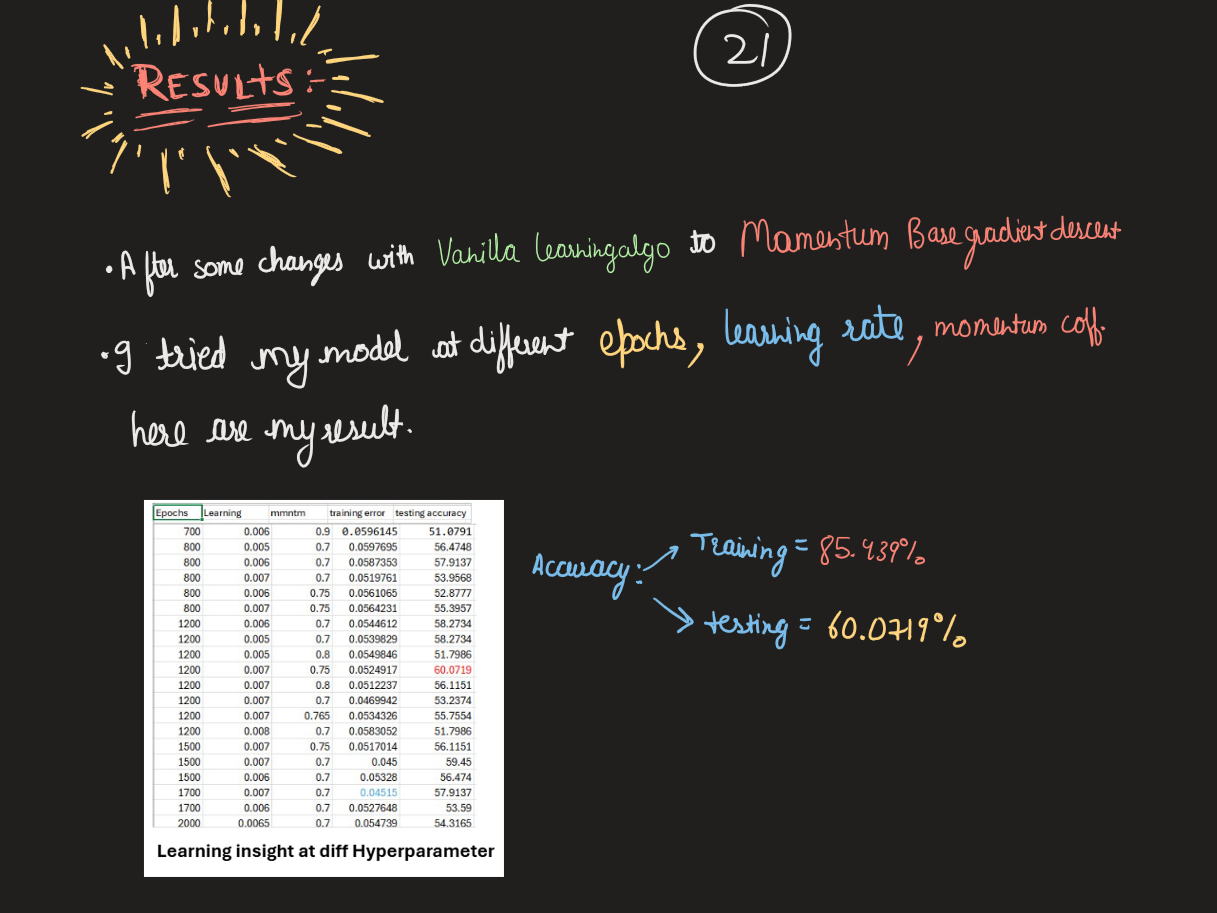 21
RESULTS :-
• After some changes with Vanilla learning algo to Momentum Base gradient descent
• I tried my model at different epochs, learning rate, momentum coff.
here are my result.
Epochs Learning mmntm training error testing accuracy
700 0.006 0.9 0.0596145 51.0791
800 0.005 0.7 0.0597695 56.4748
800 0.006 0.7 0.0587353 57.9137
800 0.007 0.7 0.0519761 53.9568
800 0.006 0.75 0.0561065 52.8777
800 0.007 0.75 0.0564231 55.3957
1200 0.006 0.7 0.0544612 58.2734
1200 0.005 0.7 0.0539829 58.2734
1200 0.005 0.8 0.0549846 51.7986
1200 0.007 0.75 0.0524917 60.0719
1200 0.007 0.8 0.0512237 56.1151
1200 0.007 0.7 0.0469942 53.2374
1200 0.007 0.765 0.0534326 55.7554
1200 0.008 0.7 0.0583052 51.7986
1500 0.007 0.75 0.0517014 56.1151
1500 0.007 0.7 0.045 59.45
1500 0.006 0.7 0.05328 56.474
1700 0.007 0.7 0.04515 57.9137
1700 0.006 0.7 0.0527648 53.59
2000 0.0065 0.7 0.054739 54.3165
Learning insight at diff Hyperparameter
Accuracy :
Training = 85.939%
testing = 60.0719%